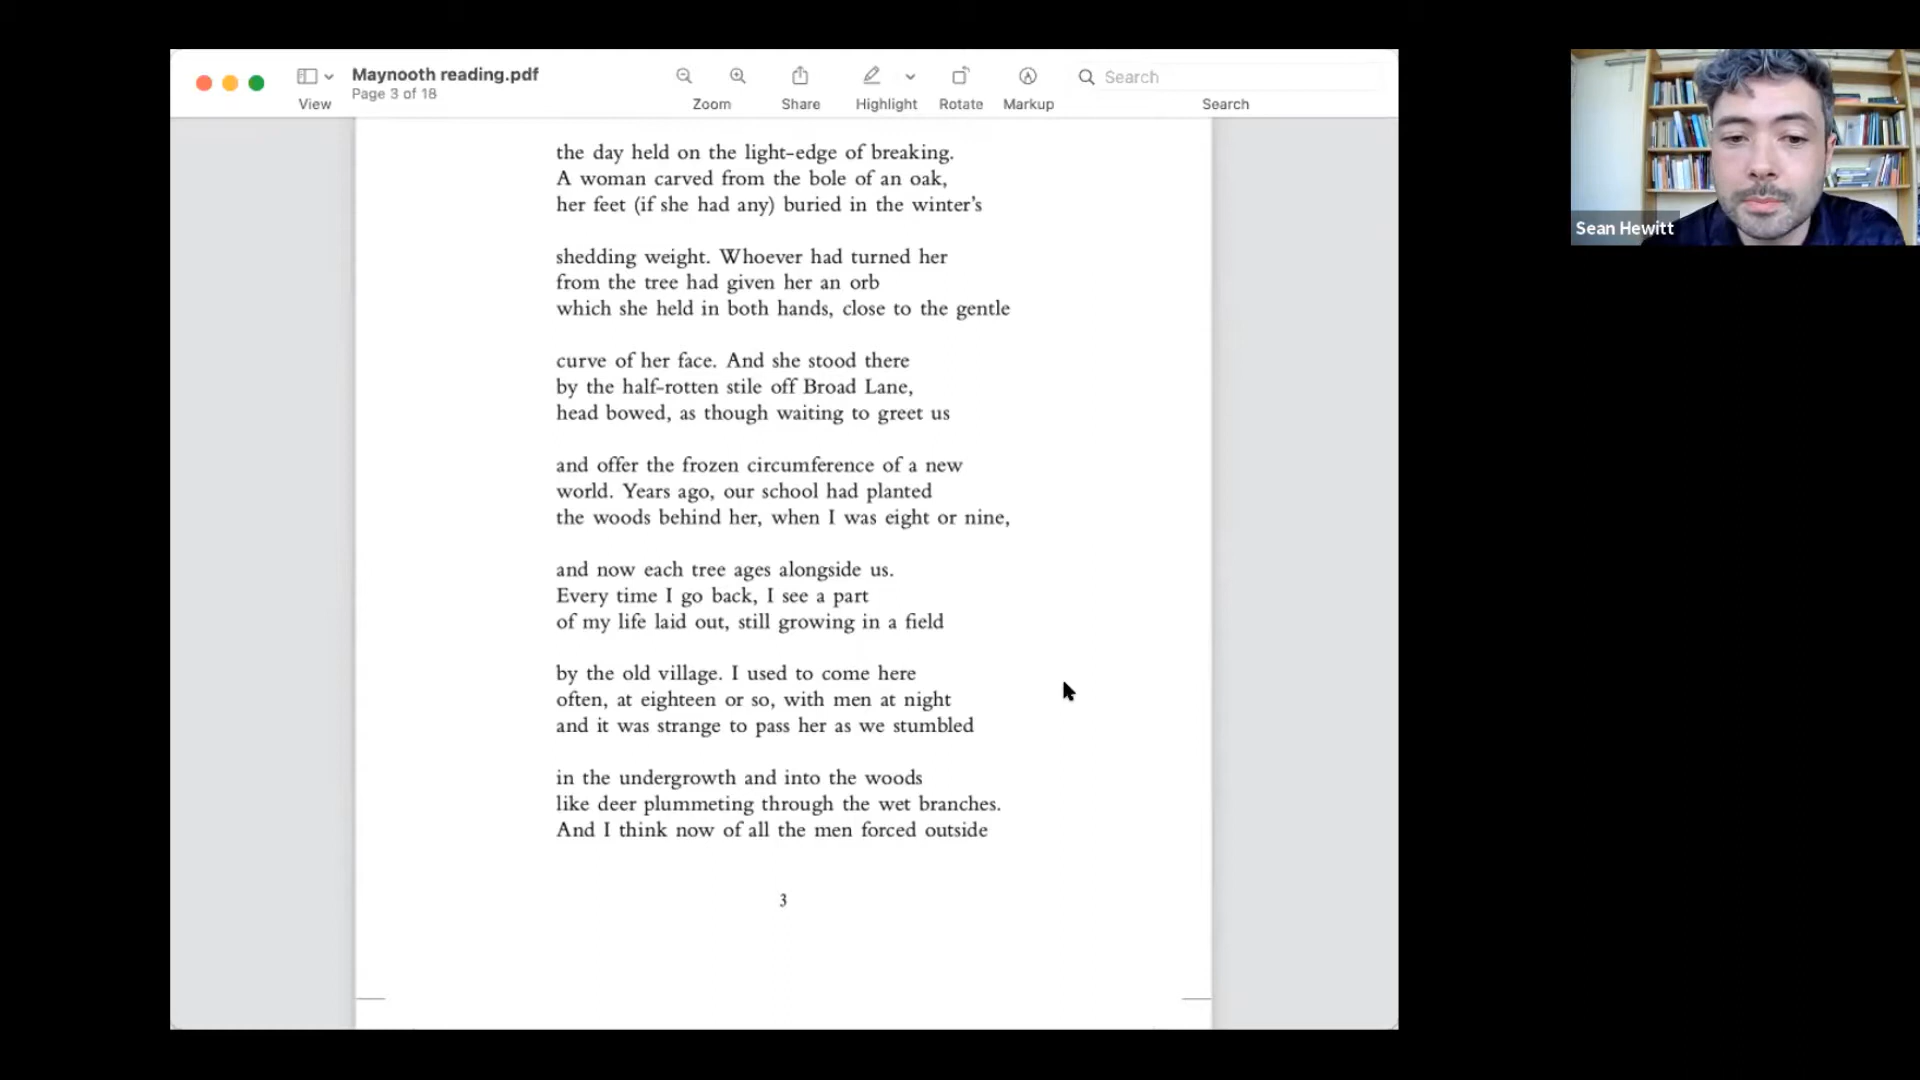 Maynooth reading.pdf
Page 3 of 18
View
Zoom
Share
Highlight
Rotate
Markup
Search
Search
the day held on the light-edge of breaking.
A woman carved from the bole of an oak,
her feet (if she had any) buried in the winter's
shedding weight. Whoever had turned her
from the tree had given her an orb
which she held in both hands, close to the gentle
curve of her face. And she stood there
by the half-rotten stile off Broad Lane,
head bowed, as though waiting to greet us
and offer the frozen circumference of a new
world. Years ago, our school had planted
the woods behind her, when I was eight or nine,
and now each tree ages alongside us.
Every time I go back, I see a part
of my life laid out, still growing in a field
by the old village. I used to come here
often, at eighteen or so, with men at night
and it was strange to pass her as we stumbled
in the undergrowth and into the woods
like deer plummeting through the wet branches.
And I think now of all the men forced outside
3
Sean Hewitt